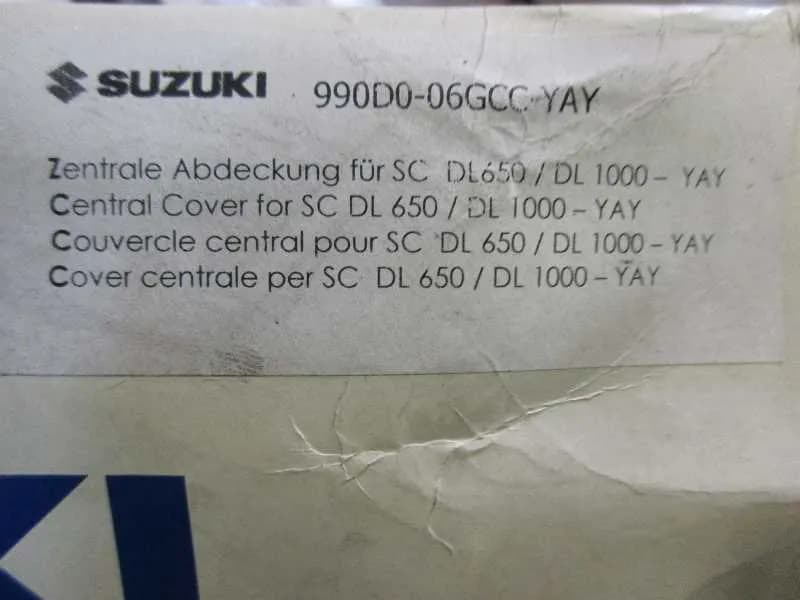 SUZUKI 990D0-06GCC-YAY
Zentrale Abdeckung für SC DL650 / DL 1000 – YAY
Central Cover for SC DL 650 / DL 1000 – YAY
Couvercle central pour SC DL 650 / DL 1000 – YAY
Cover centrale per SC DL 650 / DL 1000 – YAY
KI